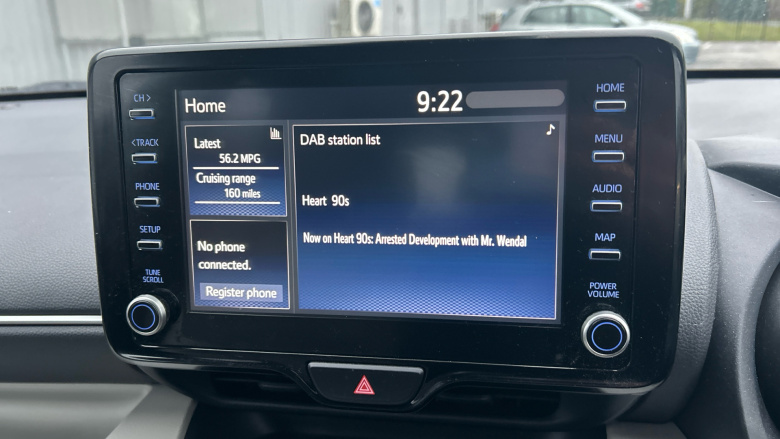 CH >
< TRACK
PHONE
SETUP
TUNE
SCROLL
Home
9:22
Latest
56.2 MPG
Cruising range
160 miles
No phone
connected.
Register phone
DAB station list
Heart 90s
Now on Heart 90s: Arrested Development with Mr. Wendal
HOME
MENU
AUDIO
MAP
POWER
VOLUME